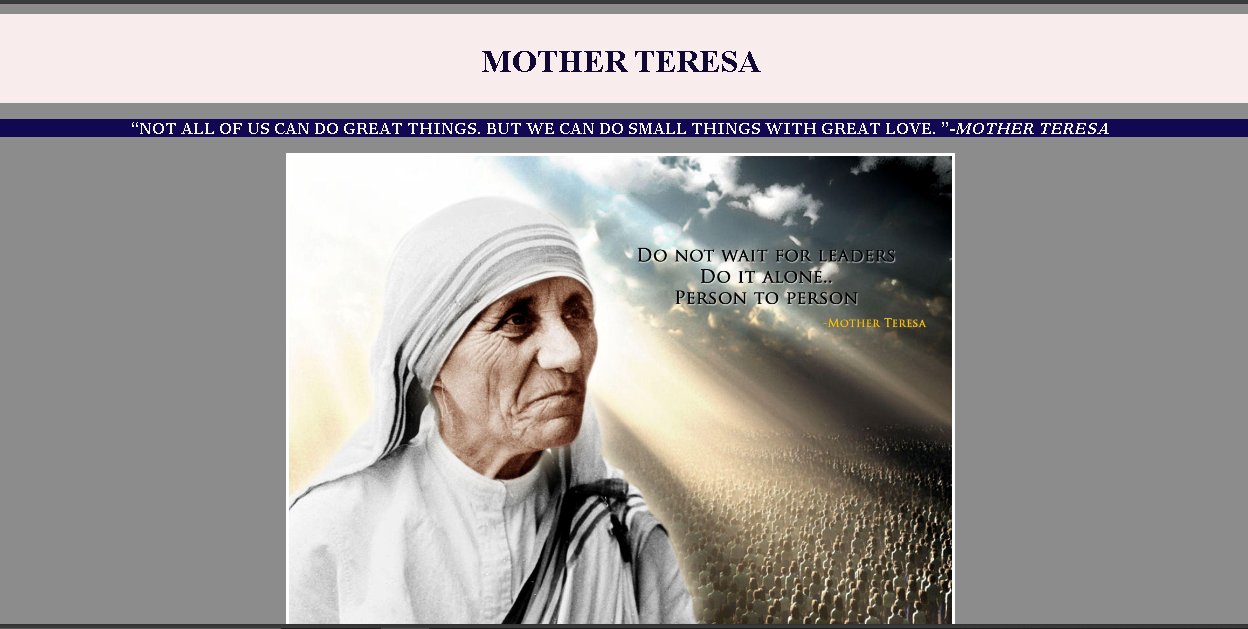 MOTHER TERESA
“NOT ALL OF US CAN DO GREAT THINGS. BUT WE CAN DO SMALL THINGS WITH GREAT LOVE. ”-MOTHER TERESA
DO NOT WAIT FOR LEADERS
DO IT ALONE..
PERSON TO PERSON
-MOTHER TERESA